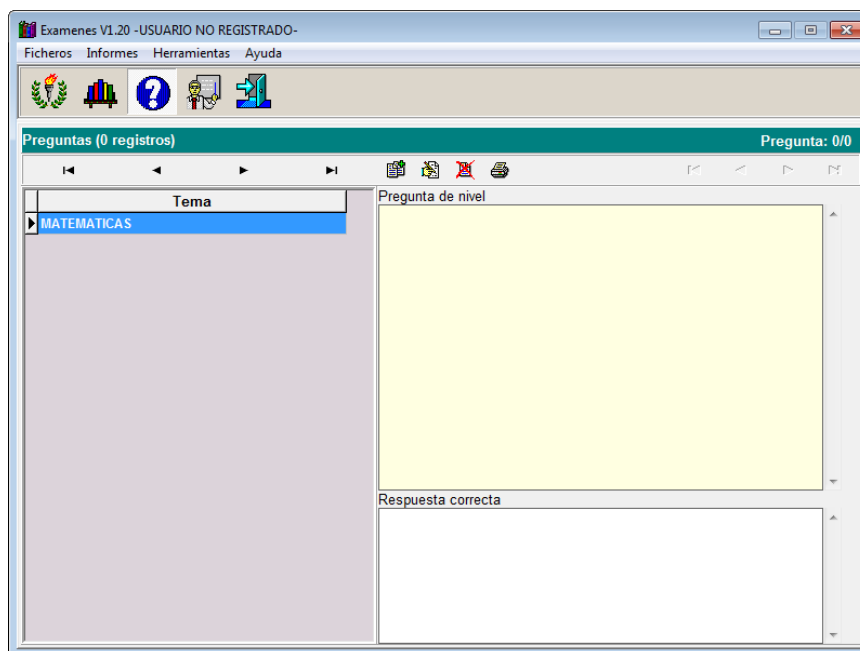 Examenes V1.20 -USUARIO NO REGISTRADO-
Ficheros Informes Herramientas Ayuda
Preguntas (0 registros) Pregunta: 0/0
Tema
Pregunta de nivel
MATEMATICAS
Respuesta correcta